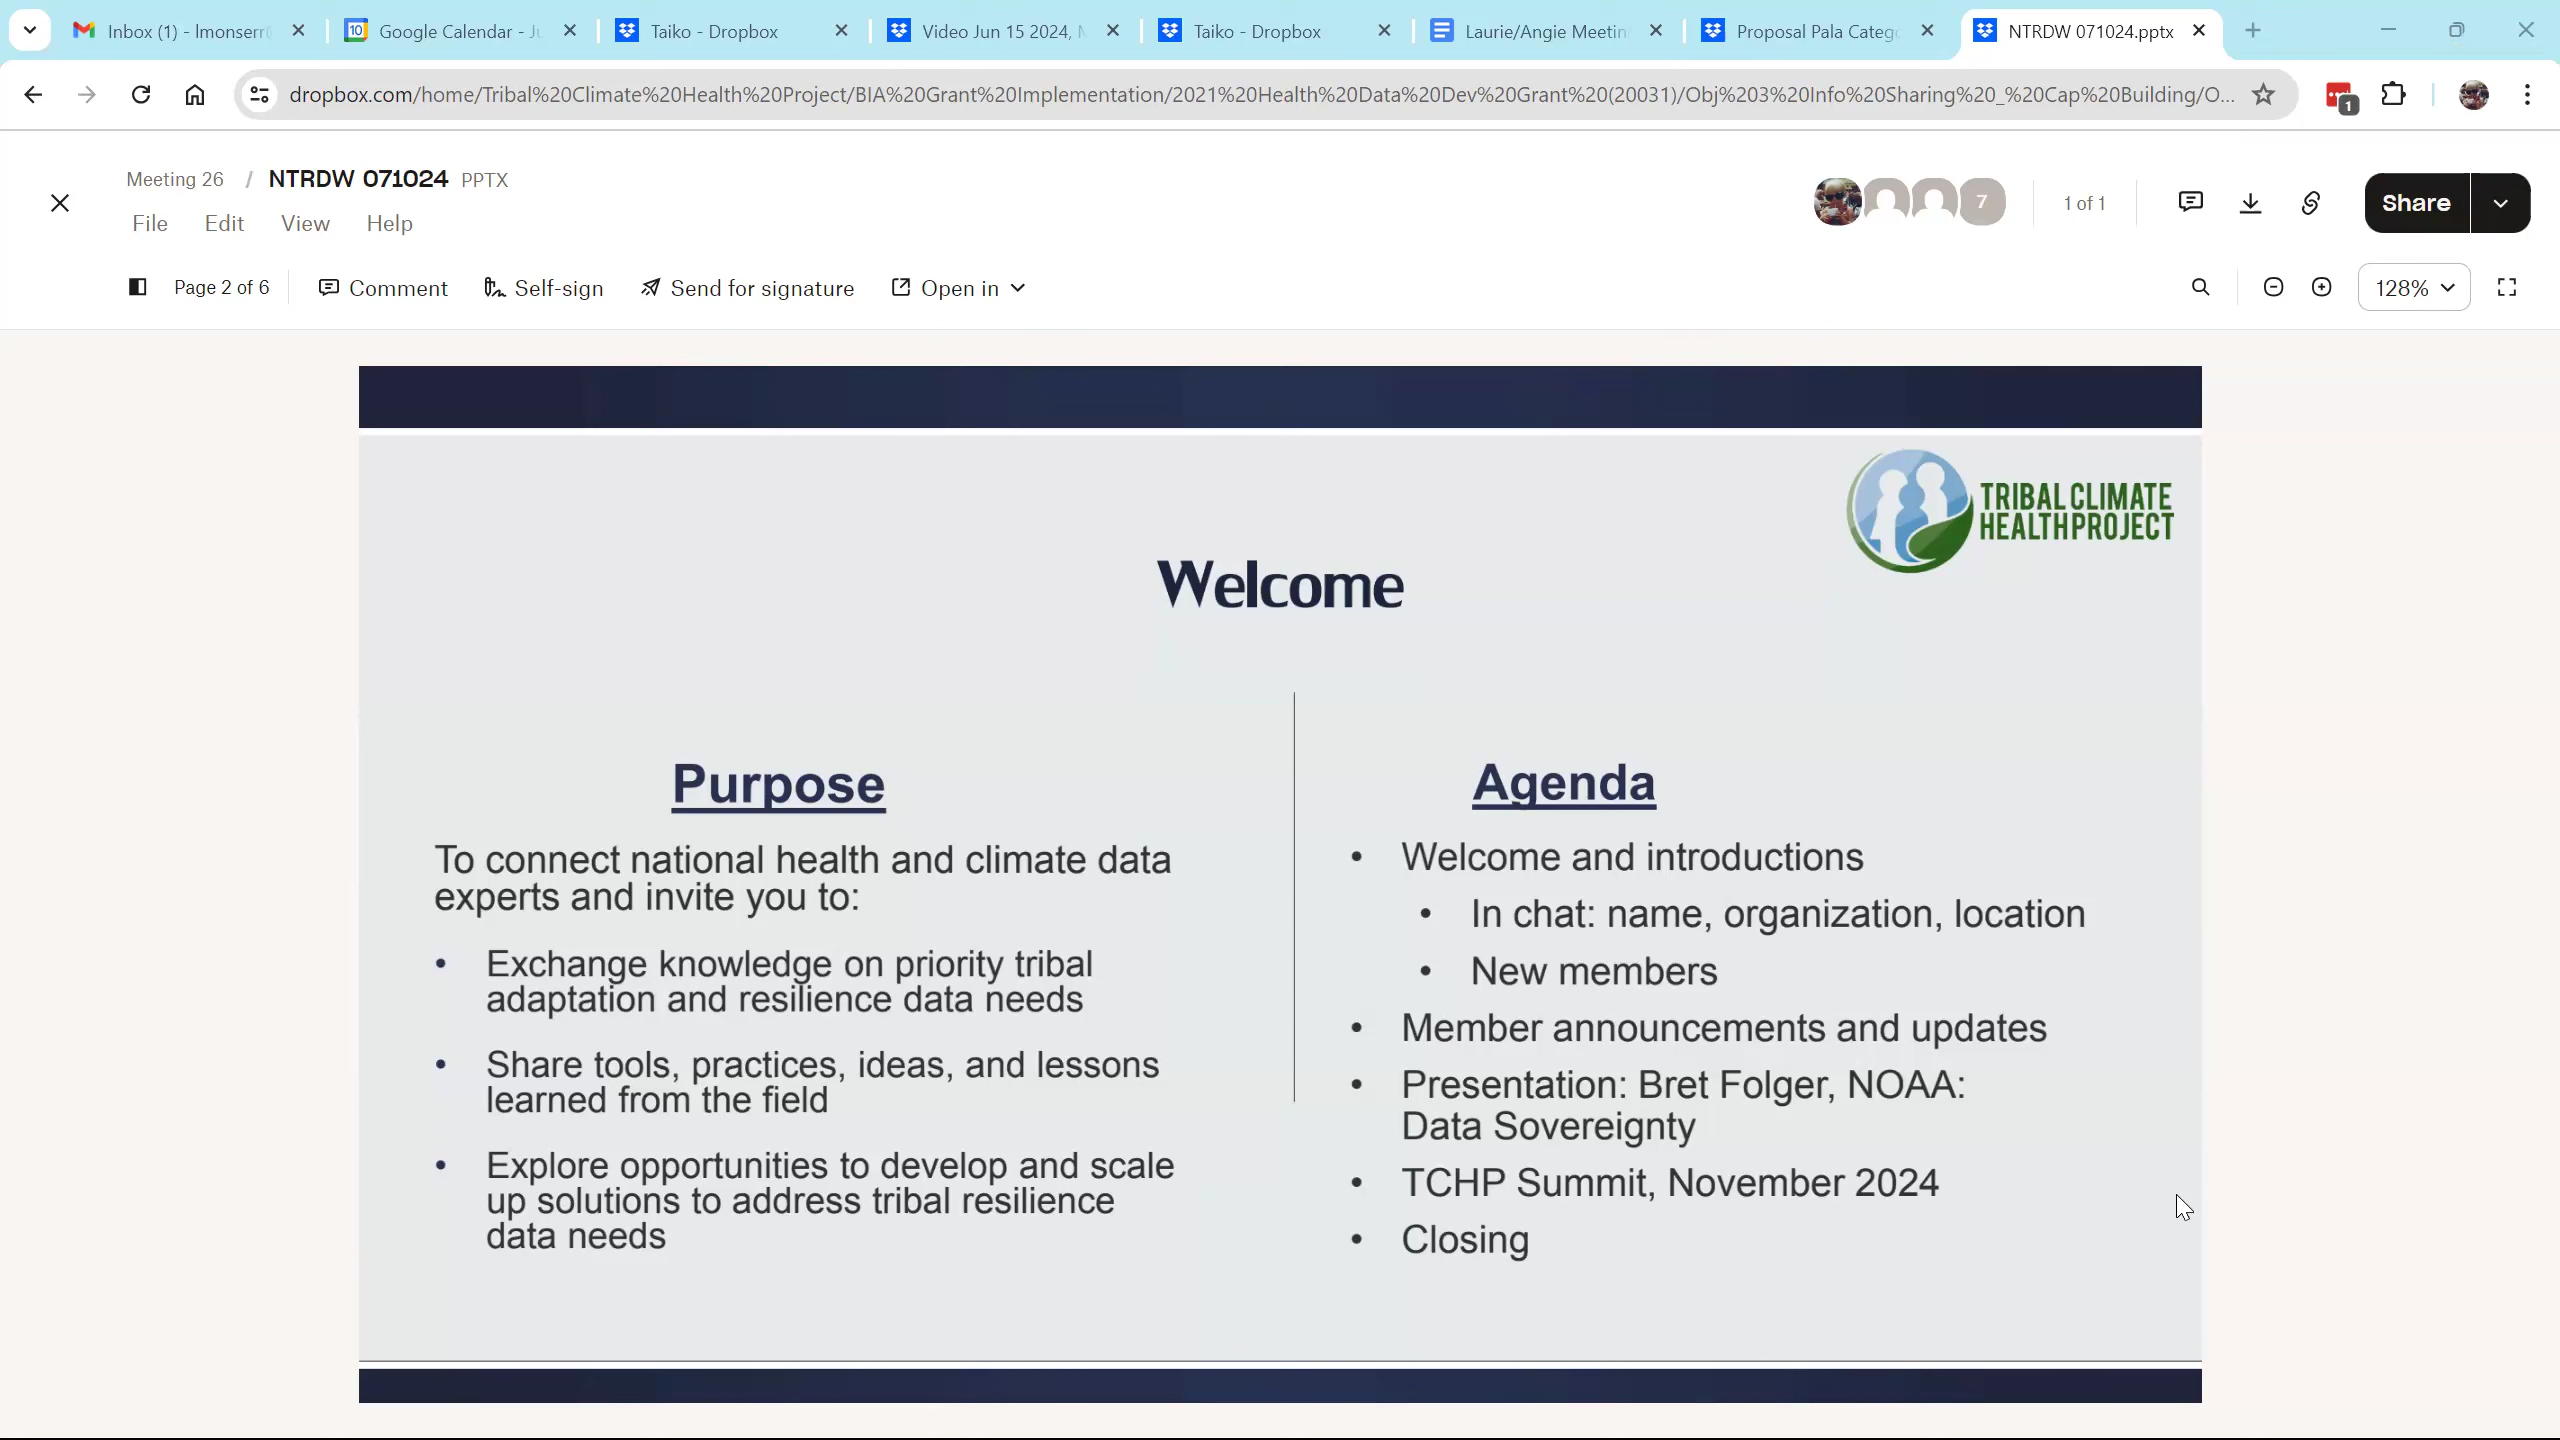 Inbox (1) - lmonserr
Google Calendar - Ju
Taiko - Dropbox
Video Jun 15 2024,
Taiko - Dropbox
Laurie/Angie Meetin
Proposal Pala Catego
NTRDW 071024.pptx
dropbox.com/home/Tribal%20Climate%20Health%20Project/BIA%20Grant%20Implementation/2021%20Health%20Data%20Dev%20Grant%20(20031)/Obj%203%20Info%20Sharing%20_%20Cap%20Building/O...
1
Meeting 26 / NTRDW 071024 PPTX
7
1 of 1
Share
File Edit View Help
Page 2 of 6
Comment
Self-sign
Send for signature
Open in
128%
TRIBAL CLIMATE
HEALTH PROJECT
Welcome
Purpose
To connect national health and climate data
experts and invite you to:
• Exchange knowledge on priority tribal
adaptation and resilience data needs
• Share tools, practices, ideas, and lessons
learned from the field
• Explore opportunities to develop and scale
up solutions to address tribal resilience
data needs
Agenda
• Welcome and introductions
• In chat: name, organization, location
• New members
• Member announcements and updates
• Presentation: Bret Folger, NOAA:
Data Sovereignty
• TCHP Summit, November 2024
• Closing